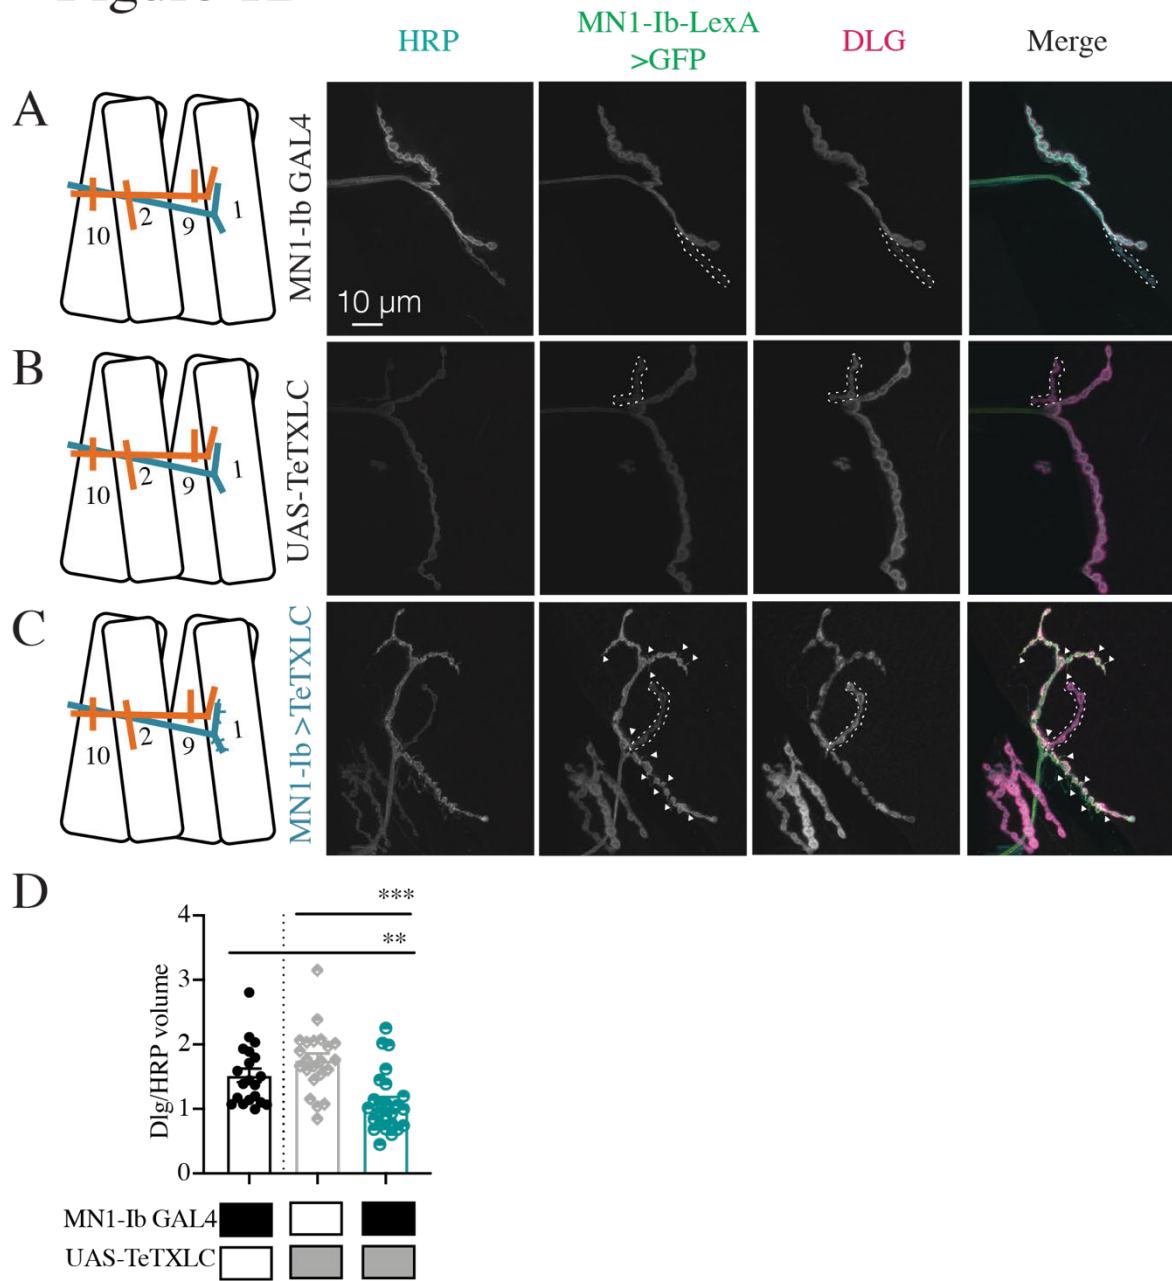 HRP
MN1-Ib-LexA
>GFP
DLG
Merge
A
10
2
9
1
MN1-Ib GAL4
10 µm
B
10
2
9
1
UAS-TeTXLC
C
10
2
9
1
MN1-Ib >TeTXLC
D
***
**
4
3
2
1
0
Dlg/HRP volume
MN1-Ib GAL4
UAS-TeTXLC